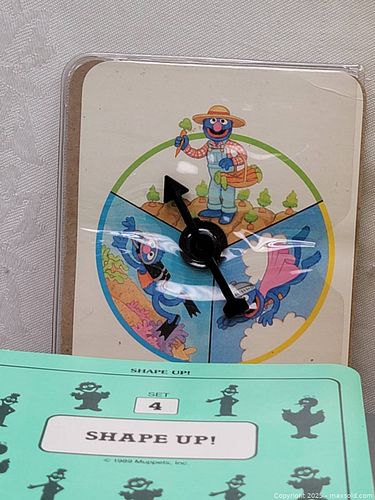 SHAPE UP!
SET
4
SHAPE UP!
© 1989 Muppets, Inc.
Copyright 2025 - maxsold.com